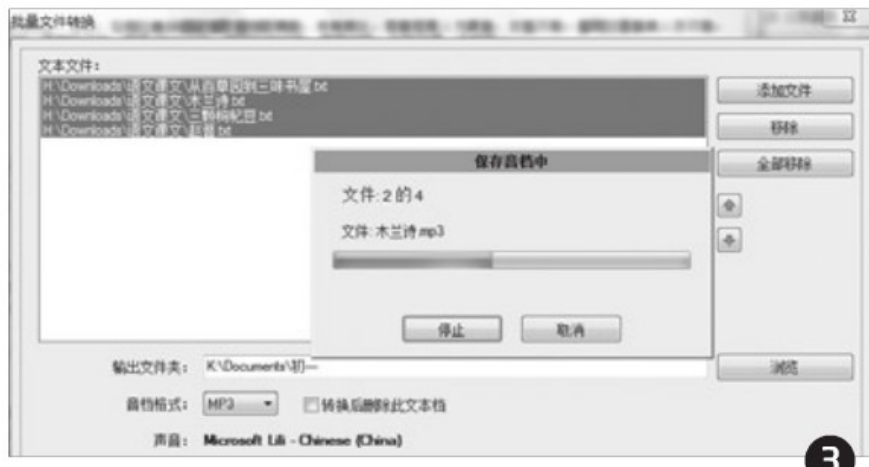 批量文件转换
文本文件：
H:\Downloads\语文课文\从百草园到三味书屋.txt
H:\Downloads\语文课文\木兰诗.txt
H:\Downloads\语文课文\三颗枸杞豆.txt
H:\Downloads\语文课文\赵普.txt
添加文件
移除
全部移除
保存音档中
文件:2 的 4
文件:木兰诗.mp3
停止
取消
输出文件夹：
K:\Documents\初一
浏览
音档格式：
MP3
转换后删除此文本档
声音：
Microsoft Lili - Chinese (China)
3